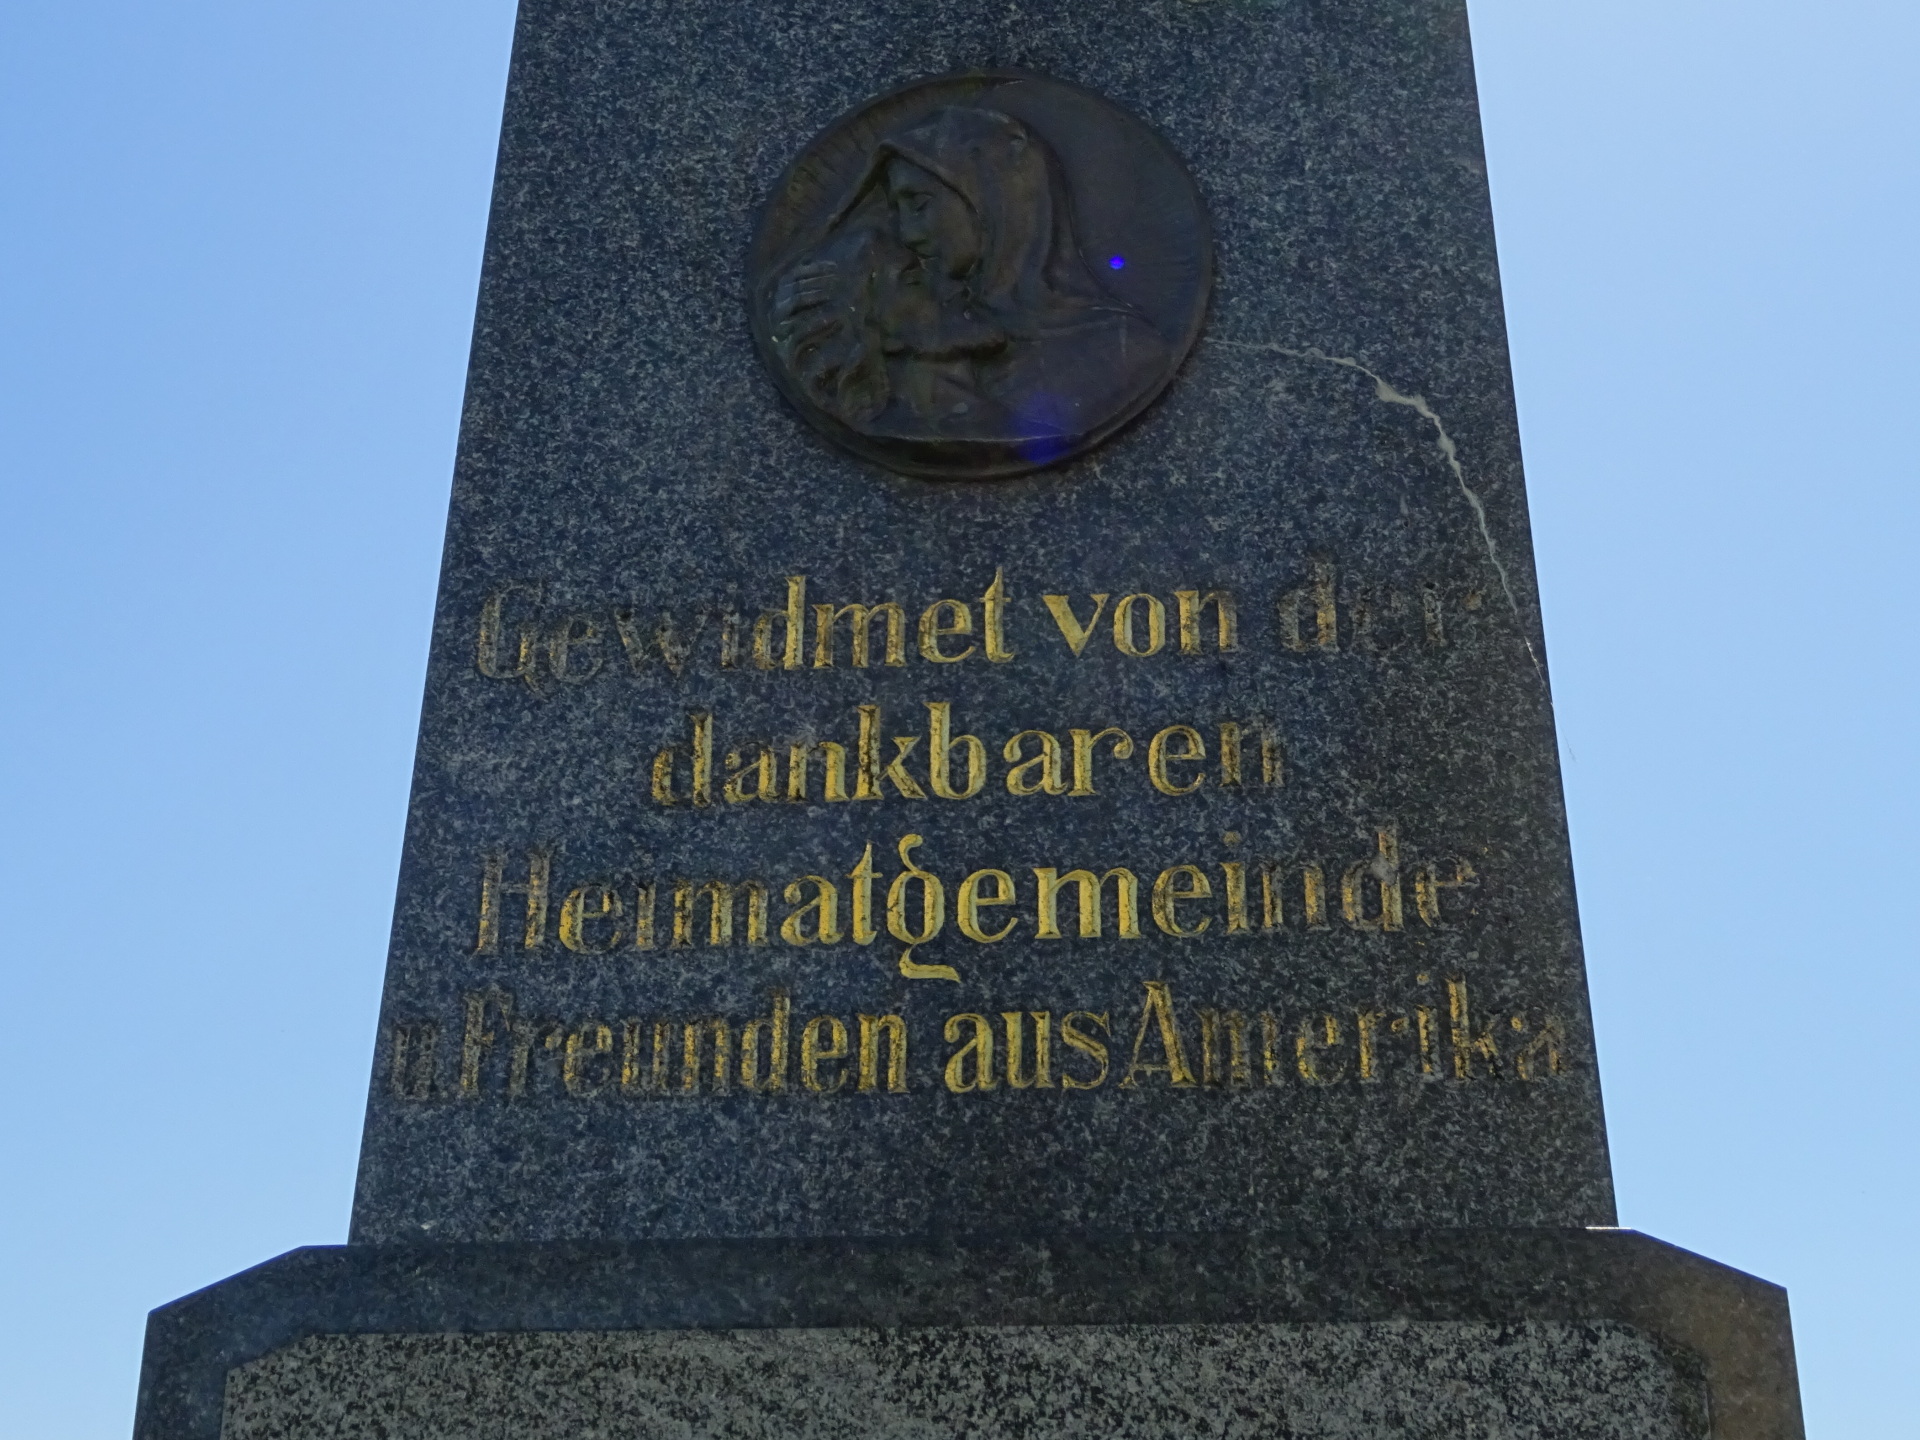 Gewidmet von der
dankbaren
Heimatgemeinde
u. Freunden aus Amerika